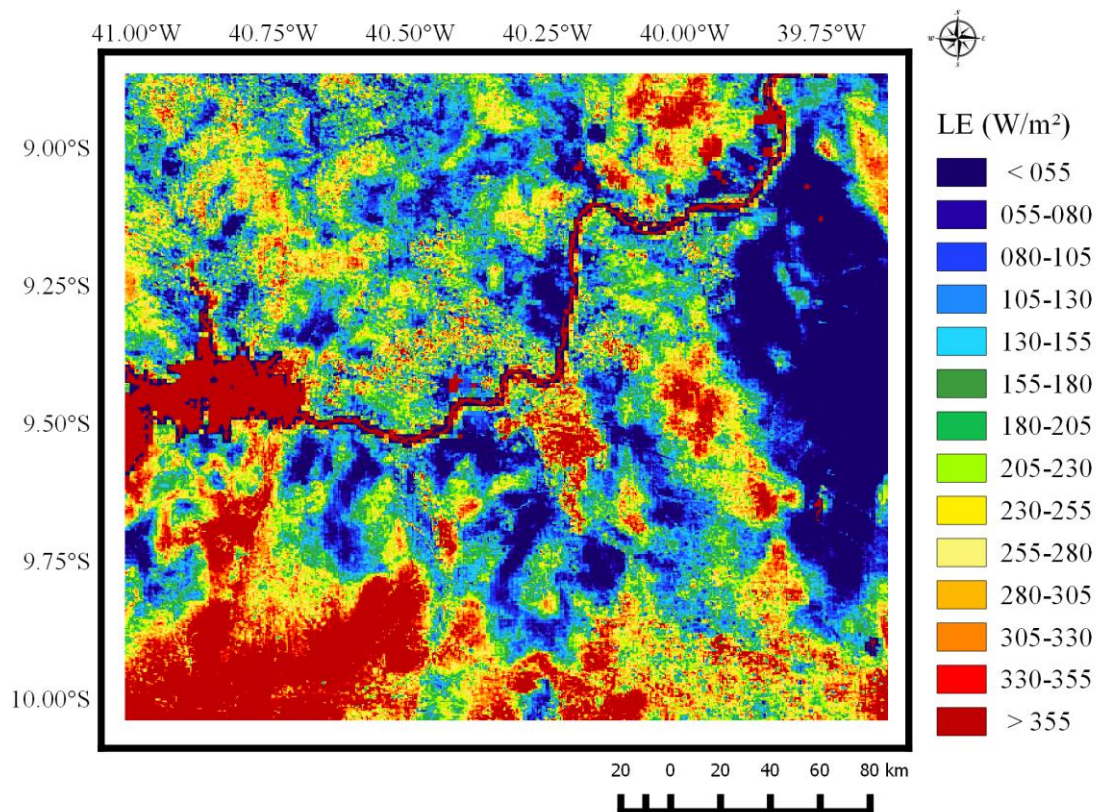 41.00°W 40.75°W 40.50°W 40.25°W 40.00°W 39.75°W
N
W E
S
9.00°S
9.25°S
9.50°S
9.75°S
10.00°S
LE (W/m²)
< 055
055-080
080-105
105-130
130-155
155-180
180-205
205-230
230-255
255-280
280-305
305-330
330-355
> 355
20 0 20 40 60 80 km